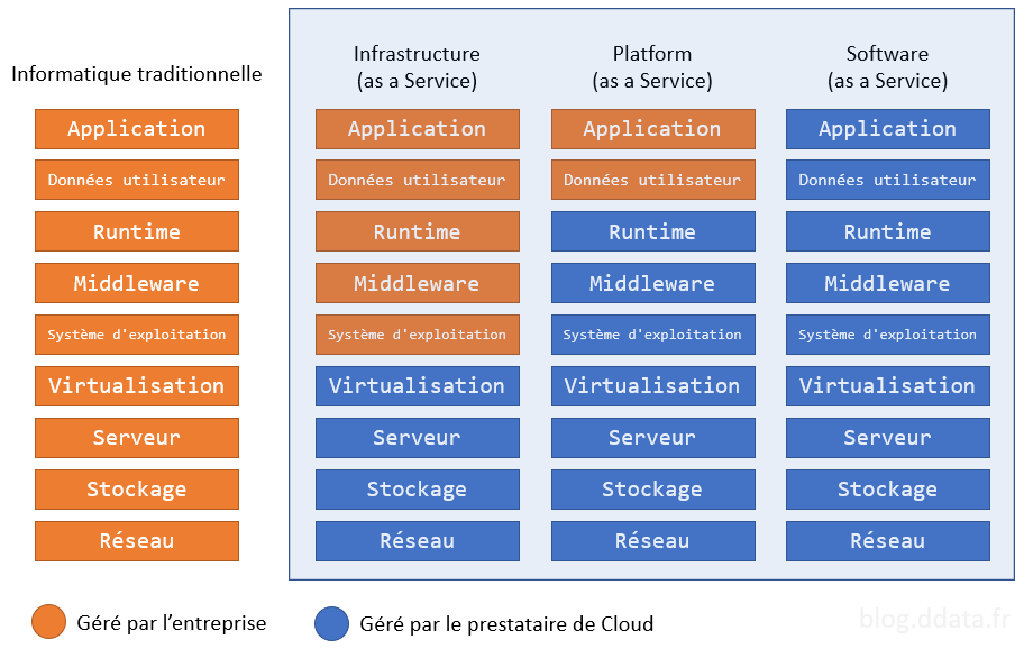 Informatique traditionnelle
Application
Données utilisateur
Runtime
Middleware
Système d'exploitation
Virtualisation
Serveur
Stockage
Réseau
Infrastructure
(as a Service)
Application
Données utilisateur
Runtime
Middleware
Système d'exploitation
Virtualisation
Serveur
Stockage
Réseau
Platform
(as a Service)
Application
Données utilisateur
Runtime
Middleware
Système d'exploitation
Virtualisation
Serveur
Stockage
Réseau
Software
(as a Service)
Application
Données utilisateur
Runtime
Middleware
Système d'exploitation
Virtualisation
Serveur
Stockage
Réseau
Géré par l’entreprise
Géré par le prestataire de Cloud
blog.ddata.fr